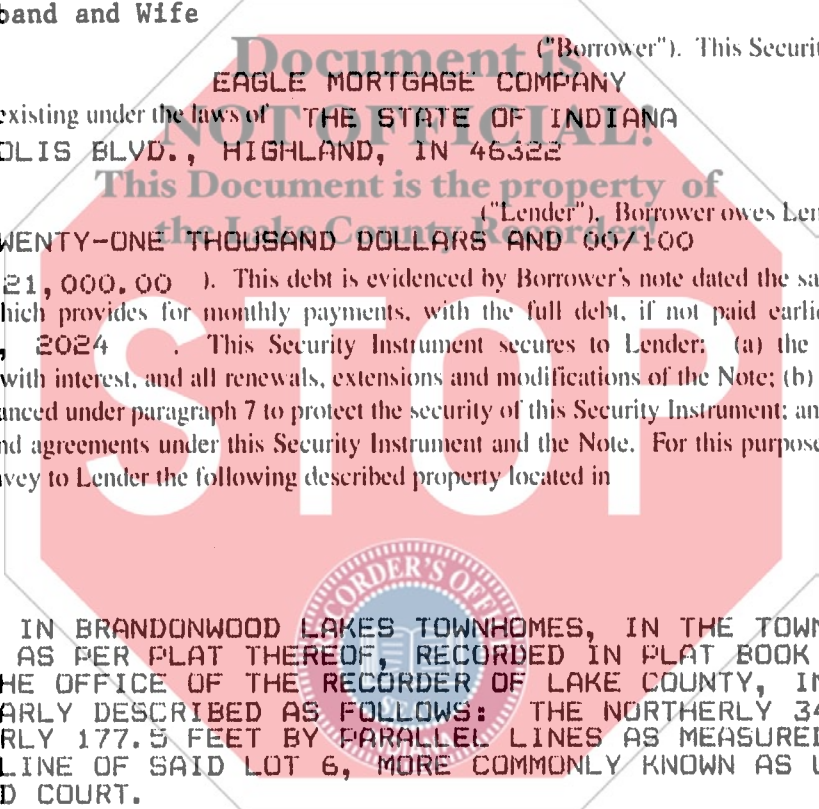 band and Wife
Document is
("Borrower"). This Securit
EAGLE MORTGAGE COMPANY
existing under the laws of THE STATE OF INDIANA
NOT OFFICIAL!
OLIS BLVD., HIGHLAND, IN 46322
This Document is the property of
("Lender"). Borrower owes Len
the Lake County Recorder!
WENTY-ONE THOUSAND DOLLARS AND 00/100
21,000.00 ). This debt is evidenced by Borrower's note dated the sa
hich provides for monthly payments, with the full debt, if not paid earli
, 2024 . This Security Instrument secures to Lender: (a) the
with interest, and all renewals, extensions and modifications of the Note; (b)
anced under paragraph 7 to protect the security of this Security Instrument; an
nd agreements under this Security Instrument and the Note. For this purpose
vey to Lender the following described property located in
STOP
RECORDER'S OFFI
IN BRANDONWOOD LAKES TOWNHOMES, IN THE TOWN
AS PER PLAT THEREOF, RECORDED IN PLAT BOOK
HE OFFICE OF THE RECORDER OF LAKE COUNTY, IN
ARLY DESCRIBED AS FOLLOWS: THE NORTHERLY 34
RLY 177.5 FEET BY PARALLEL LINES AS MEASURED
LINE OF SAID LOT 6, MORE COMMONLY KNOWN AS U
D COURT.